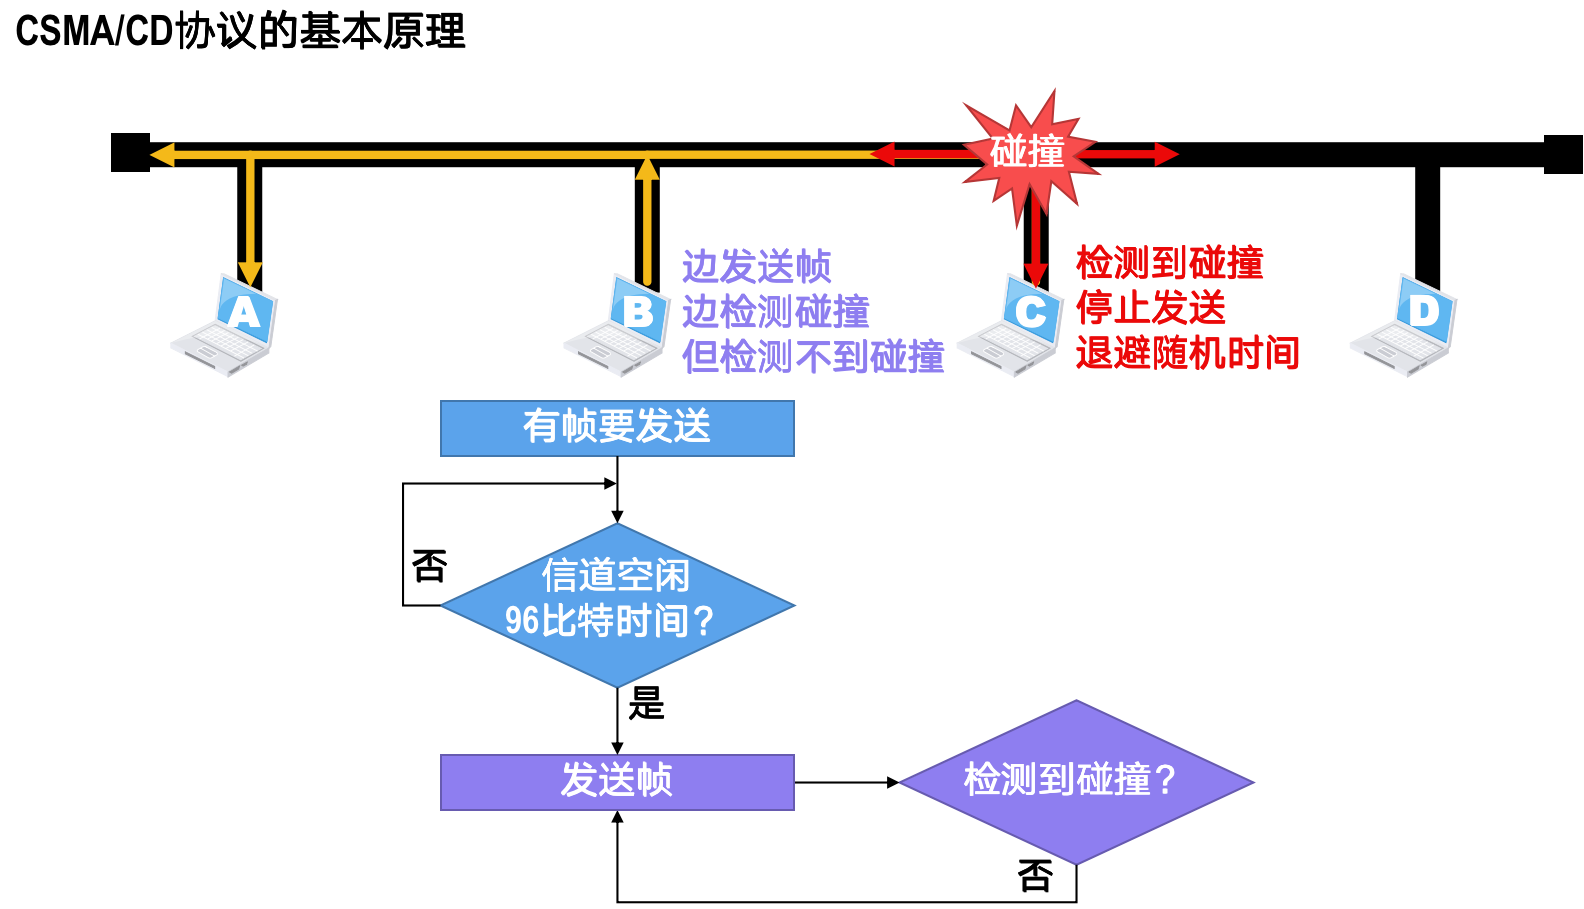 CSMA/CD协议的基本原理
碰撞
边发送帧
边检测碰撞
但检测不到碰撞
检测到碰撞
停止发送
退避随机时间
A
B
C
D
有帧要发送
否
信道空闲
96比特时间?
是
发送帧
检测到碰撞?
否